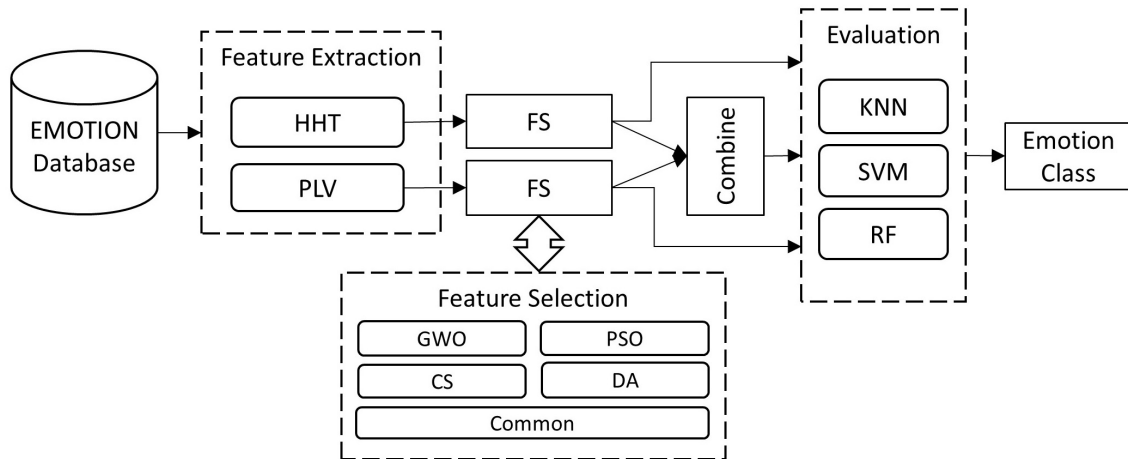 EMOTION
Database
Feature Extraction
HHT
PLV
FS
FS
Combine
Evaluation
KNN
SVM
RF
Emotion
Class
Feature Selection
GWO
PSO
CS
DA
Common